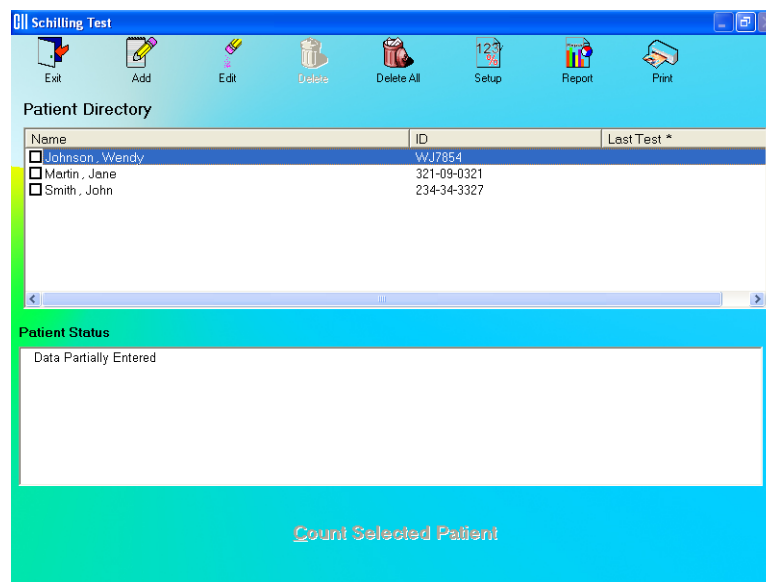 Schilling Test
Exit Add Edit Delete Delete All Setup Report Print
Patient Directory
Name ID Last Test *
Johnson , Wendy WJ7854
Martin , Jane 321-09-0321
Smith , John 234-34-3327
Patient Status
Data Partially Entered
Count Selected Patient